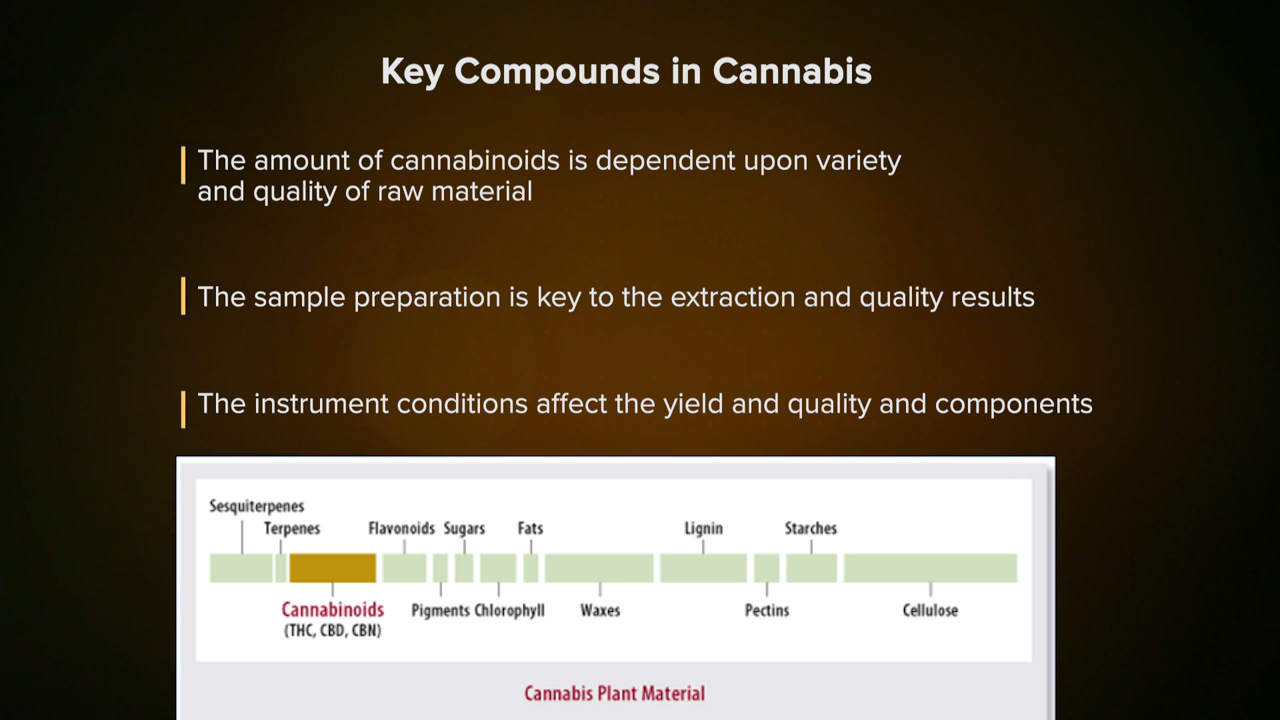 Key Compounds in Cannabis
The amount of cannabinoids is dependent upon variety
and quality of raw material
The sample preparation is key to the extraction and quality results
The instrument conditions affect the yield and quality and components
Sesquiterpenes
Terpenes Flavonoids Sugars Fats Lignin Starches
Cannabinoids Pigments Chlorophyll Waxes Pectins Cellulose
(THC, CBD, CBN)
Cannabis Plant Material